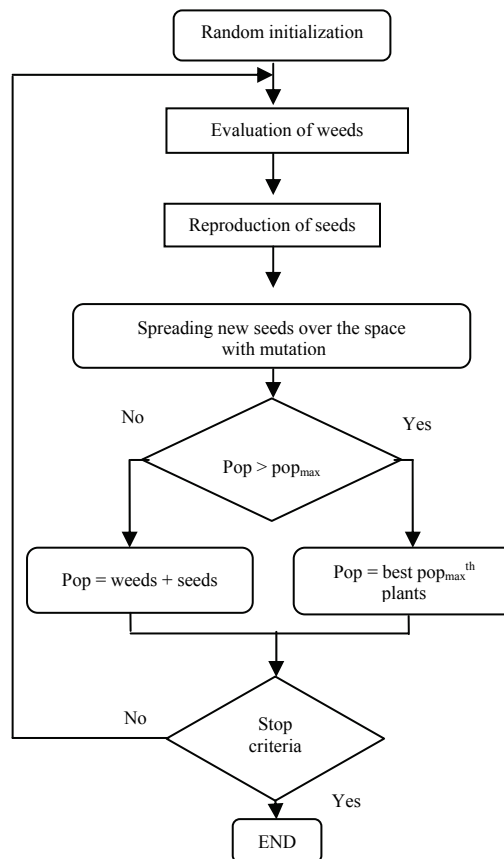 Random initialization
Evaluation of weeds
Reproduction of seeds
Spreading new seeds over the space
with mutation
No
Yes
Pop > popmax
Pop = weeds + seeds
Pop = best popmaxth
plants
No
Stop
criteria
Yes
END